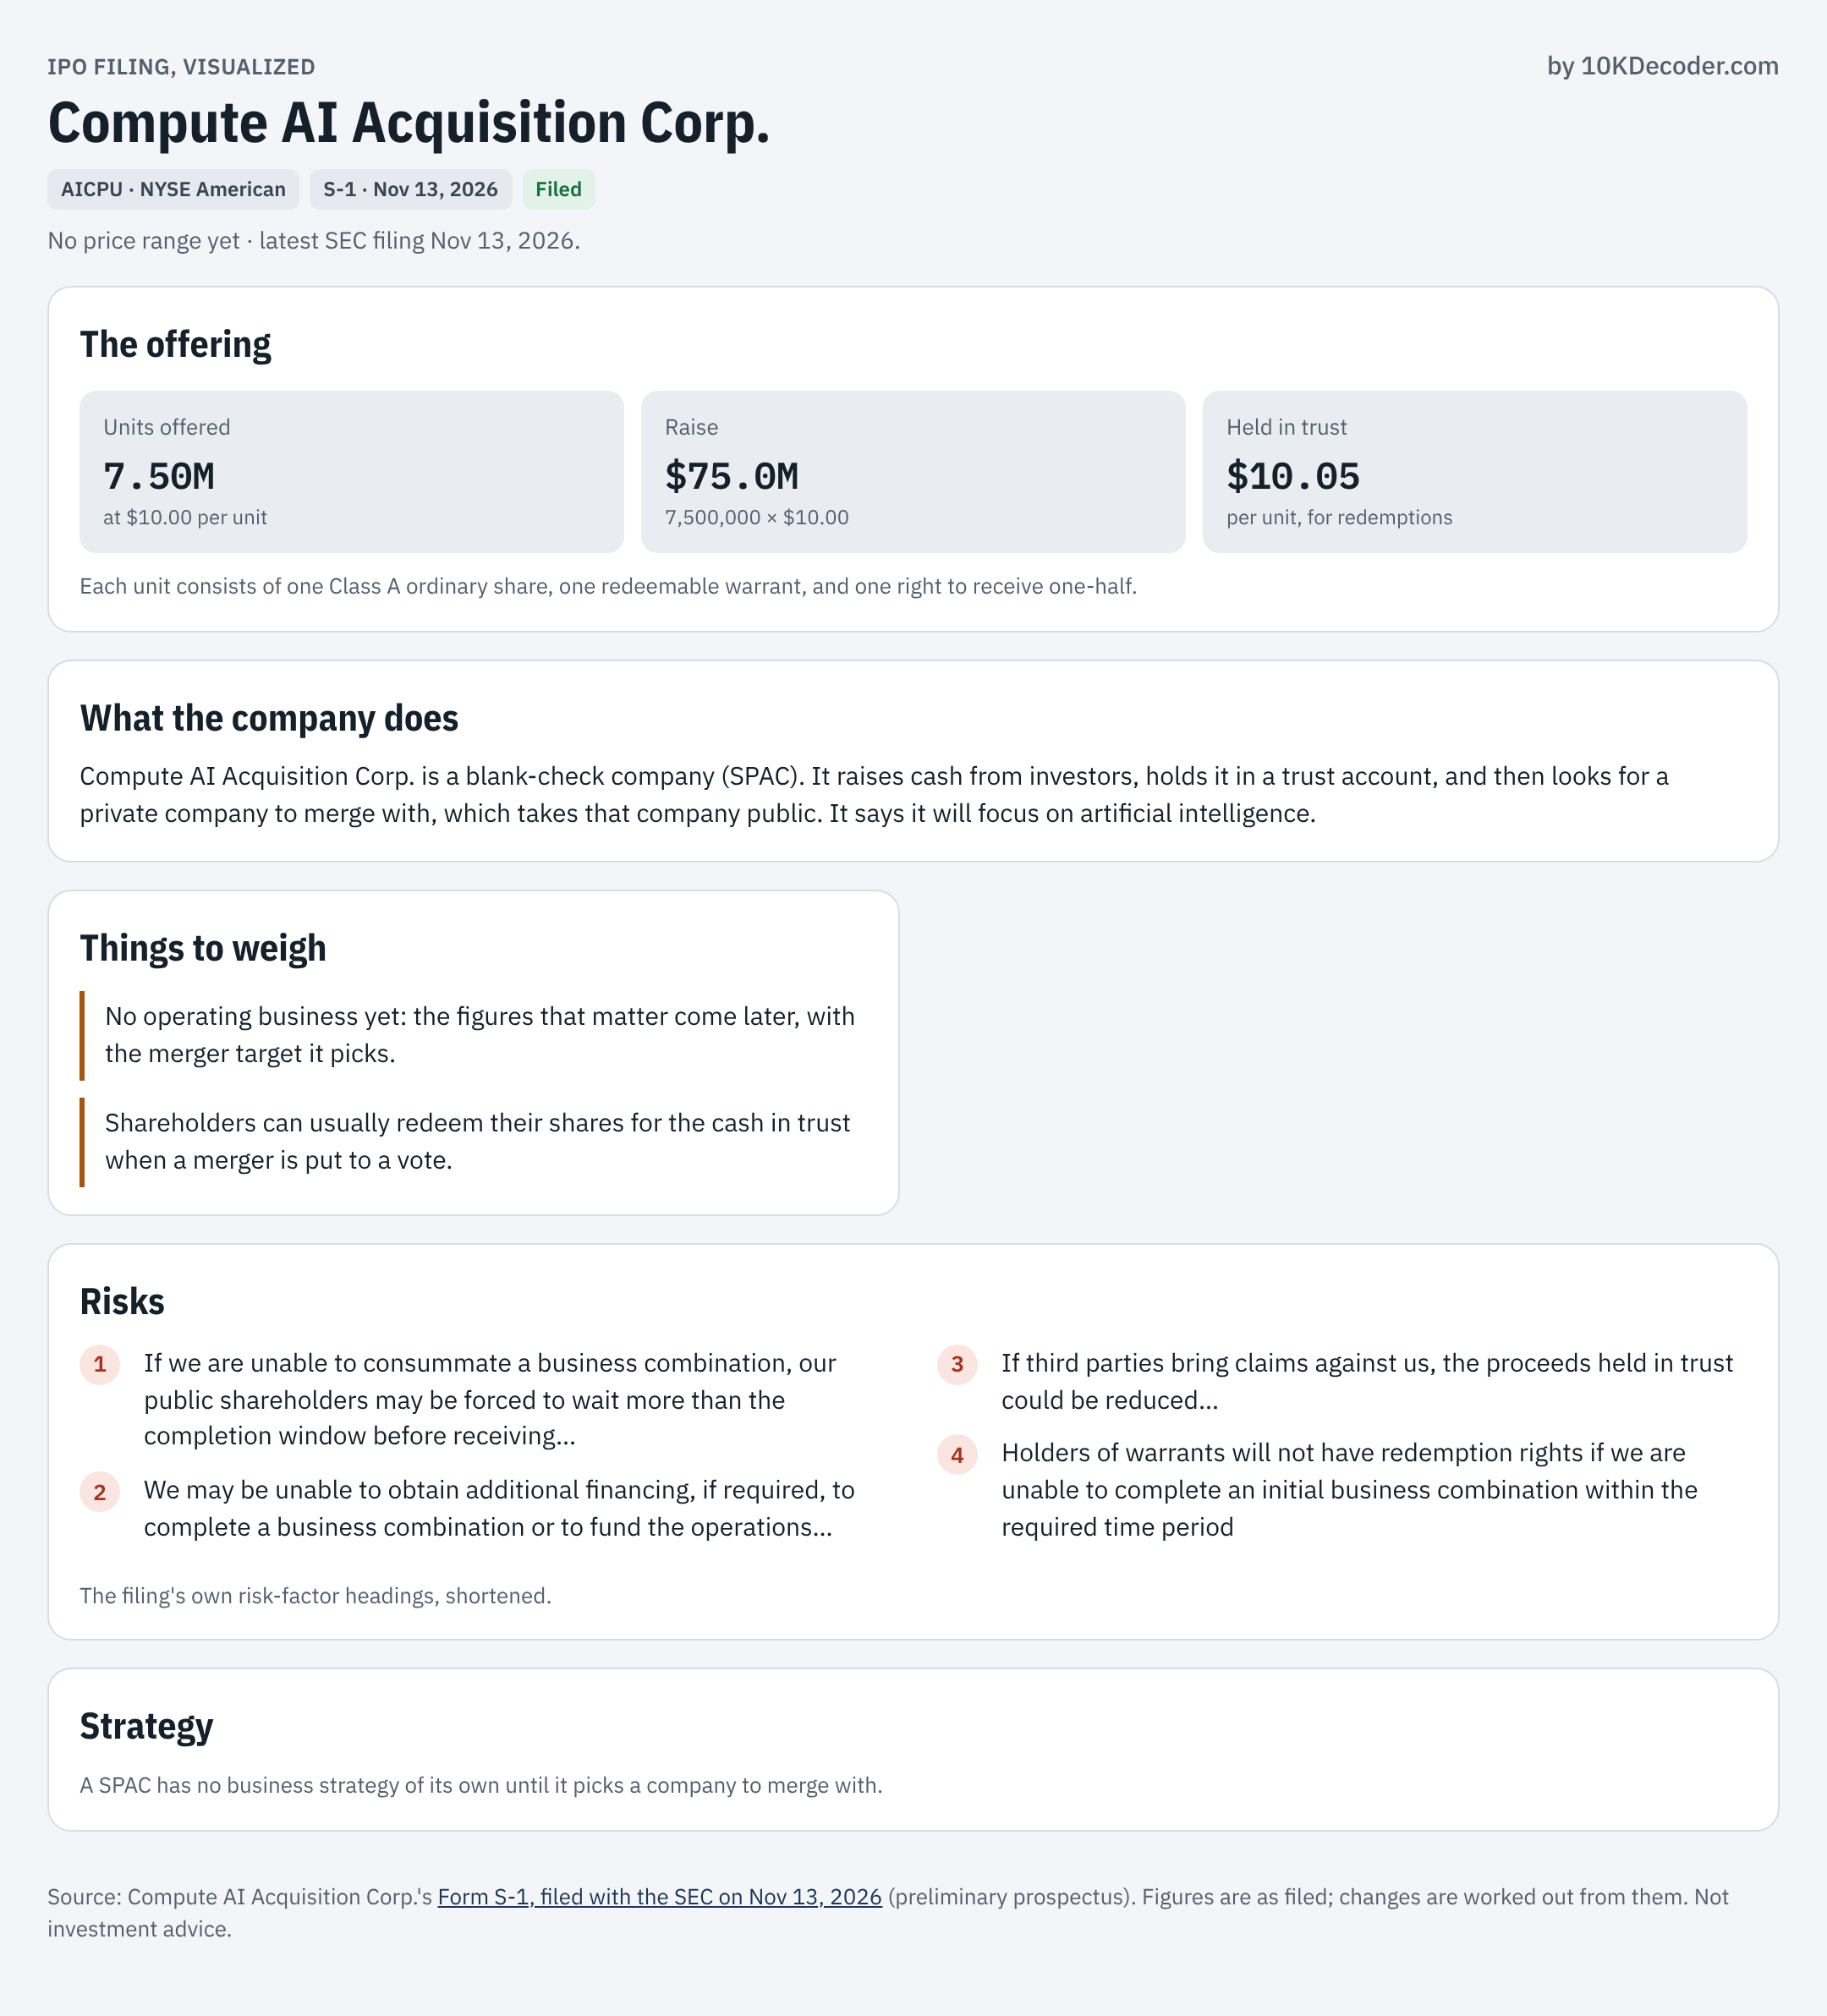 IPO FILING, VISUALIZED
by 10KDecoder.com
Compute AI Acquisition Corp.
AICPU · NYSE American
S-1 · Nov 13, 2026
Filed
No price range yet · latest SEC filing Nov 13, 2026.
The offering
Units offered
7.50M
at $10.00 per unit
Raise
$75.0M
7,500,000 × $10.00
Held in trust
$10.05
per unit, for redemptions
Each unit consists of one Class A ordinary share, one redeemable warrant, and one right to receive one-half.
What the company does
Compute AI Acquisition Corp. is a blank-check company (SPAC). It raises cash from investors, holds it in a trust account, and then looks for a
private company to merge with, which takes that company public. It says it will focus on artificial intelligence.
Things to weigh
No operating business yet: the figures that matter come later, with
the merger target it picks.
Shareholders can usually redeem their shares for the cash in trust
when a merger is put to a vote.
Risks
1
If we are unable to consummate a business combination, our
public shareholders may be forced to wait more than the
completion window before receiving…
2
We may be unable to obtain additional financing, if required, to
complete a business combination or to fund the operations…
3
If third parties bring claims against us, the proceeds held in trust
could be reduced…
4
Holders of warrants will not have redemption rights if we are
unable to complete an initial business combination within the
required time period
The filing's own risk-factor headings, shortened.
Strategy
A SPAC has no business strategy of its own until it picks a company to merge with.
Source: Compute AI Acquisition Corp.'s Form S-1, filed with the SEC on Nov 13, 2026 (preliminary prospectus). Figures are as filed; changes are worked out from them. Not
investment advice.